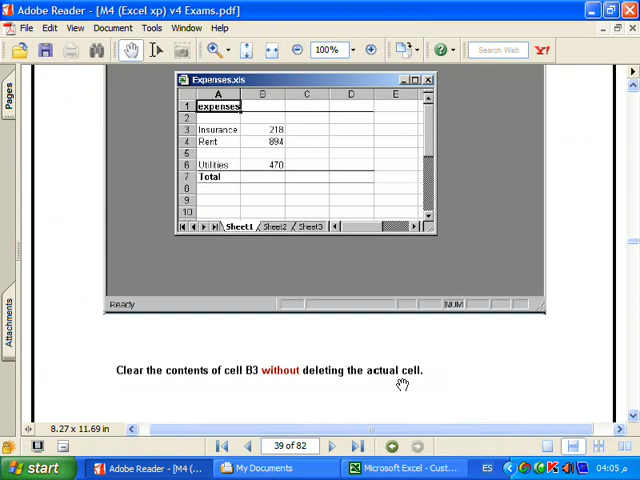 Adobe Reader - [M4 (Excel xp) v4 Exams.pdf]
File Edit View Document Tools Window Help
100% Search Web Y!
Pages
Expenses.xls
A B C D E
1 expenses
2
3 Insurance 218
4 Rent 894
5
6 Utilities 470
7 Total
8
9
10
Sheet1 Sheet2 Sheet3
Ready NUM
Attachments
Clear the contents of cell B3 without deleting the actual cell.
8.27 x 11.69 in
39 of 82
start Adobe Reader - [M4 (... My Documents Microsoft Excel - Cust... ES 04:05 م